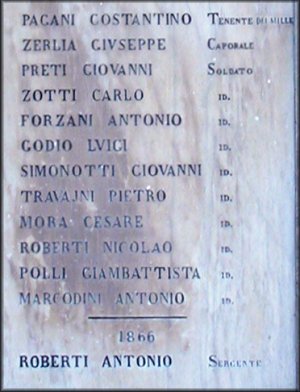 PAGANI COSTANTINO TENENTE DEI MILLE
ZERLIA GIVSEPPE CAPORALE
PRETI GIOVANNI SOLDATO
ZOTTI CARLO ID.
FORZANI ANTONIO ID.
GODIO LVIGI ID.
SIMONOTTI GIOVANNI ID.
TRAVAJNI PIETRO ID.
MORA CESARE ID.
ROBERTI NICOLAO ID.
POLLI GIAMBATTISTA ID.
MARCODINI ANTONIO ID.
1866
ROBERTI ANTONIO SERGENTE